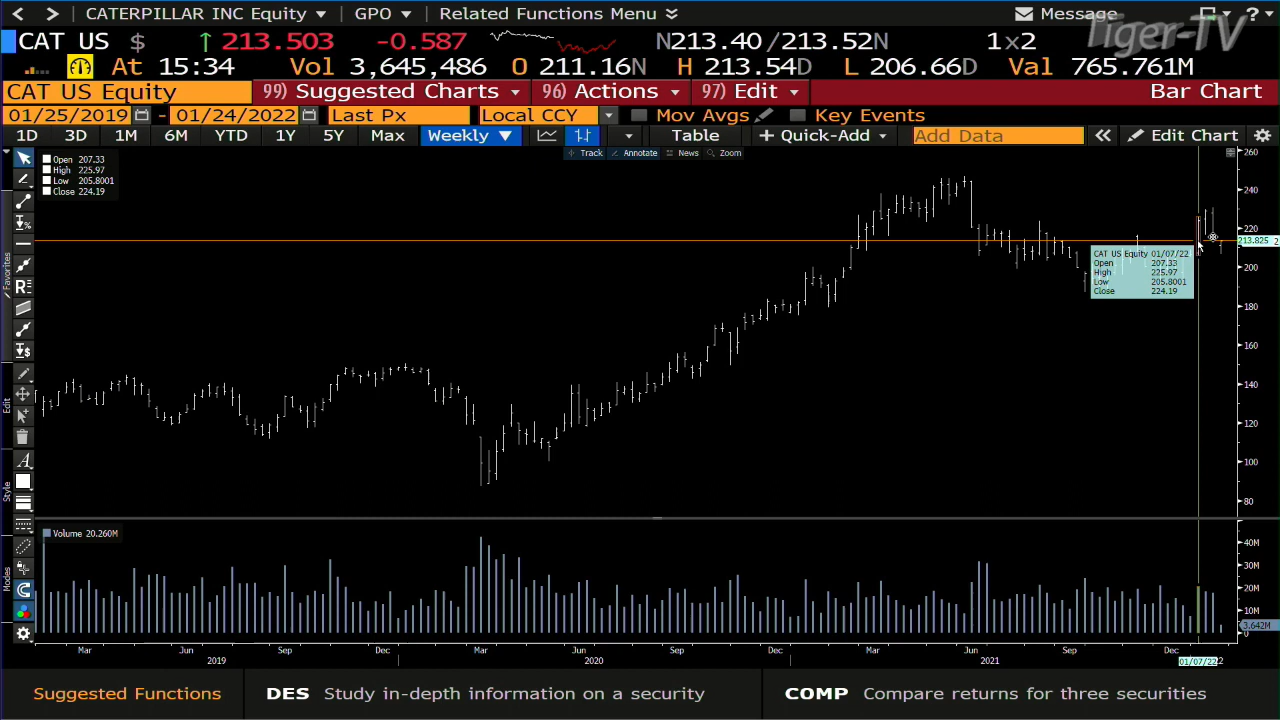 CATERPILLAR INC Equity GPO Related Functions Menu Message ?
Tiger-TV
CAT US $ 213.503 -0.587 N213.40/213.52N 1x2
At 15:34 Vol 3,645,486 O 211.16N H 213.54D L 206.66D Val 765.761M
CAT US Equity 99) Suggested Charts 96) Actions 97) Edit Bar Chart
01/25/2019 - 01/24/2022 Last Px Local CCY Mov Avgs Key Events
1D 3D 1M 6M YTD 1Y 5Y Max Weekly Table + Quick-Add Add Data Edit Chart
Track Annotate News Zoom
Open 207.33
High 225.97
Low 205.8001
Close 224.19
260
240
220
213.825
200
180
160
140
120
100
80
CAT US Equity 01/07/22
Open 207.33
High 225.97
Low 205.8001
Close 224.19
Favorites
Edit
Style
Modes
Volume 20.260M
40M
30M
20M
10M
3.642M
0
Mar Jun Sep Dec Mar Jun Sep Dec Mar Jun Sep Dec
2019 2020 2021 01/07/22
Suggested Functions DES Study in-depth information on a security COMP Compare returns for three securities